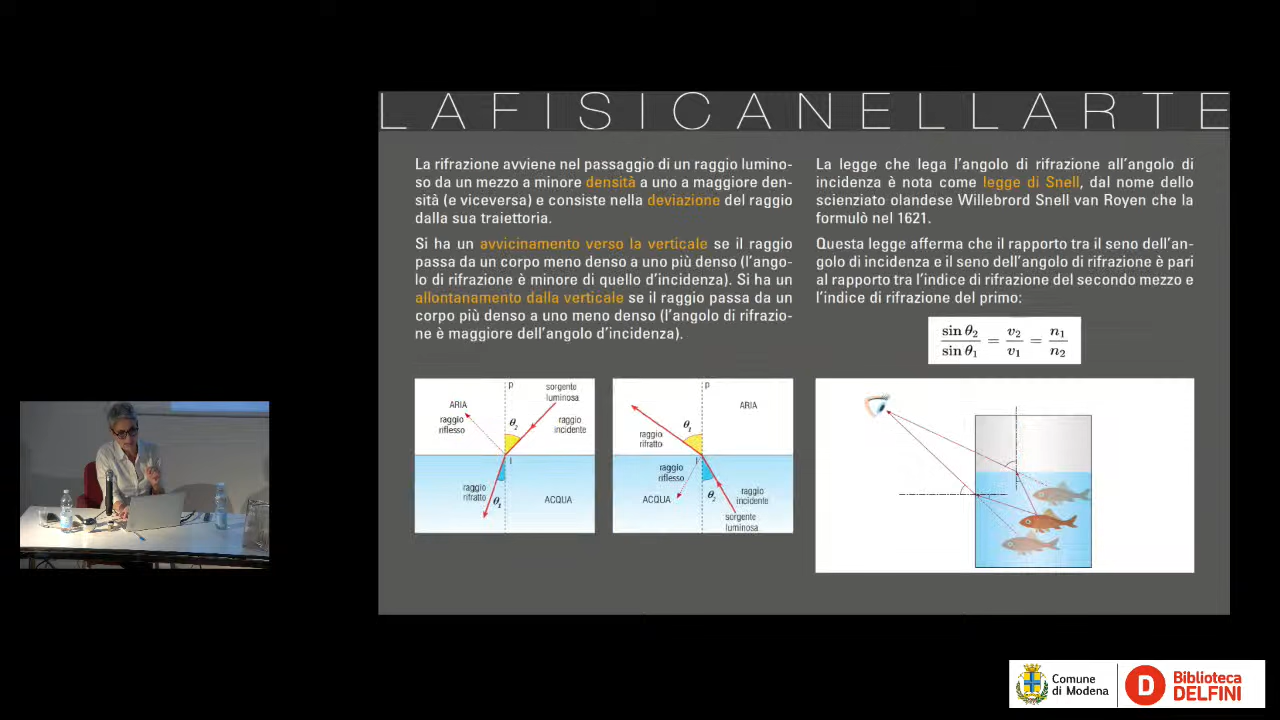 LAFISICANELLARTE
La rifrazione avviene nel passaggio di un raggio lumino-
so da un mezzo a minore densità a uno a maggiore den-
sità (e viceversa) e consiste nella deviazione del raggio
dalla sua traiettoria.
Si ha un avvicinamento verso la verticale se il raggio
passa da un corpo meno denso a uno più denso (l'ango-
lo di rifrazione è minore di quello d'incidenza). Si ha un
allontanamento dalla verticale se il raggio passa da un
corpo più denso a uno meno denso (l'angolo di rifrazio-
ne è maggiore dell'angolo d'incidenza).
La legge che lega l'angolo di rifrazione all'angolo di
incidenza è nota come legge di Snell, dal nome dello
scienziato olandese Willebrord Snell van Royen che la
formulò nel 1621.
Questa legge afferma che il rapporto tra il seno dell'an-
golo di incidenza e il seno dell'angolo di rifrazione è pari
al rapporto tra l'indice di rifrazione del secondo mezzo e
l'indice di rifrazione del primo:
sin θ₂ / sin θ₁ = v₂ / v₁ = n₁ / n₂
p
ARIA
sorgente
luminosa
raggio
riflesso
θ₂
raggio
incidente
I
raggio
rifratto
θ₁
ACQUA
p
ARIA
θ₁
raggio
rifratto
I
raggio
riflesso
ACQUA
θ₂
raggio
incidente
sorgente
luminosa
Comune
di Modena
D
Biblioteca
DELFINI